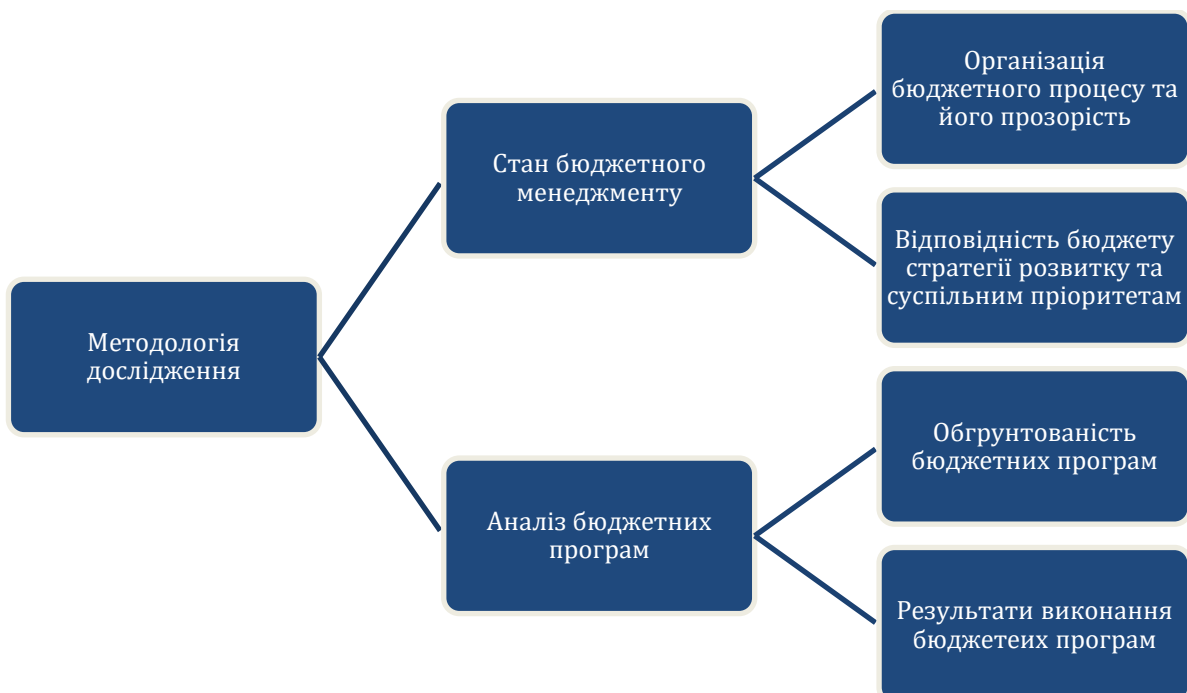 Організація
бюджетного процесу та
його прозорість
Стан бюджетного
менеджменту
Відповідність бюджету
стратегії розвитку та
суспільним пріоритетам
Методологія
дослідження
Обгрунтованість
бюджетних програм
Аналіз бюджетних
програм
Результати виконання
бюджетеих програм